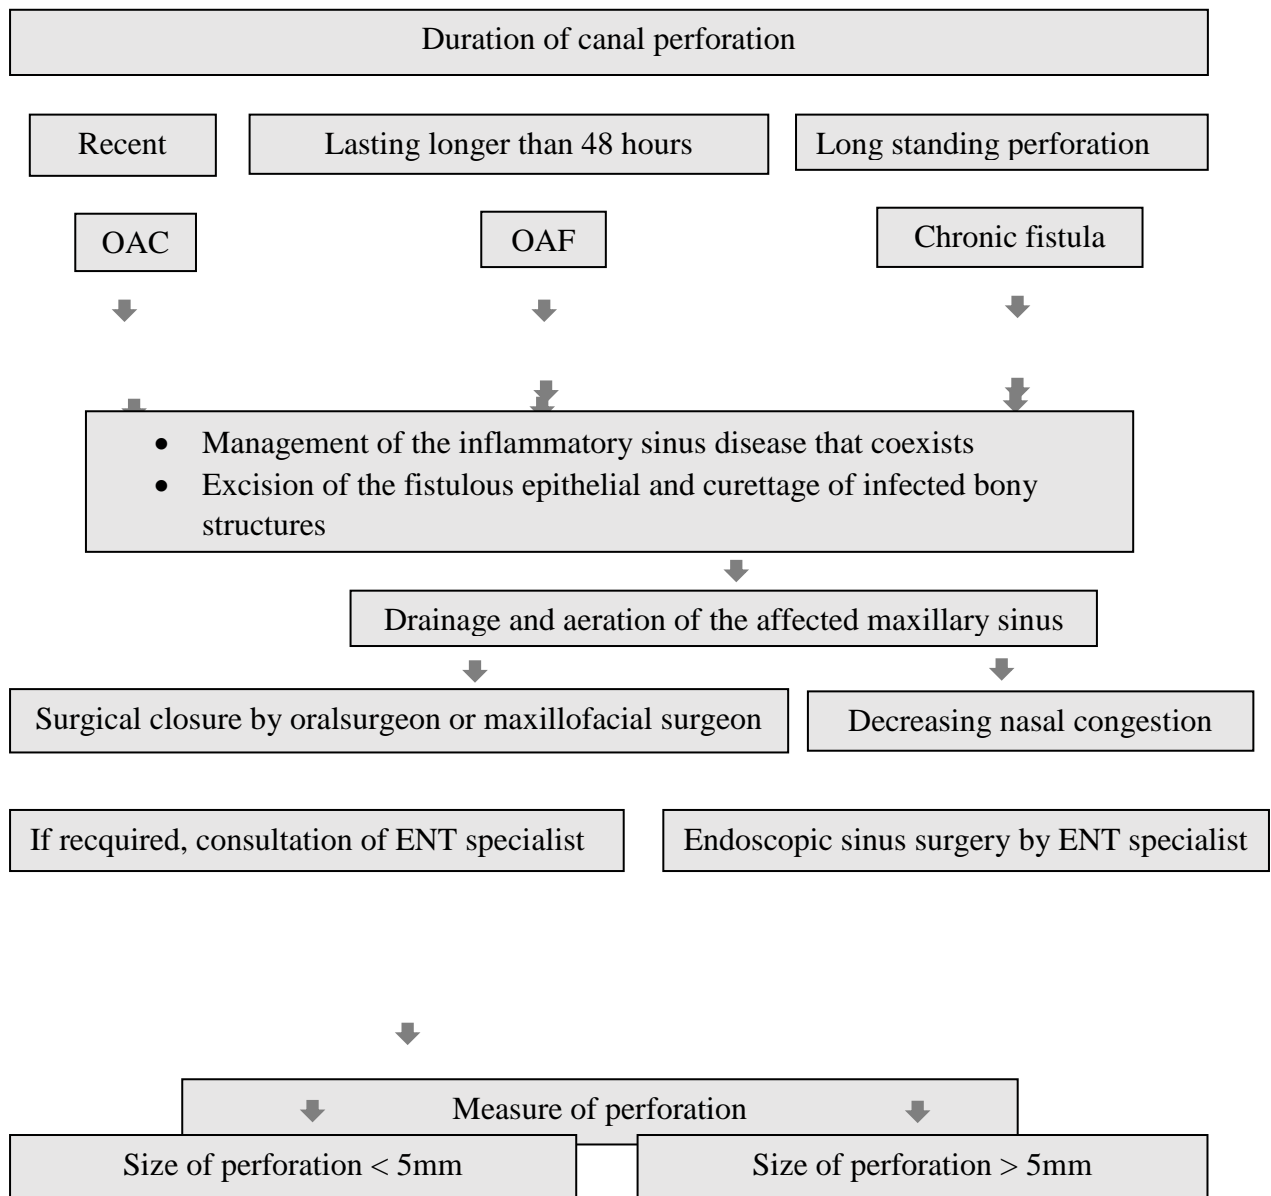 Duration of canal perforation
Recent
Lasting longer than 48 hours
Long standing perforation
OAC
OAF
Chronic fistula
• Management of the inflammatory sinus disease that coexists
• Excision of the fistulous epithelial and curettage of infected bony
structures
Drainage and aeration of the affected maxillary sinus
Surgical closure by oralsurgeon or maxillofacial surgeon
Decreasing nasal congestion
If recquired, consultation of ENT specialist
Endoscopic sinus surgery by ENT specialist
Measure of perforation
Size of perforation < 5mm
Size of perforation > 5mm